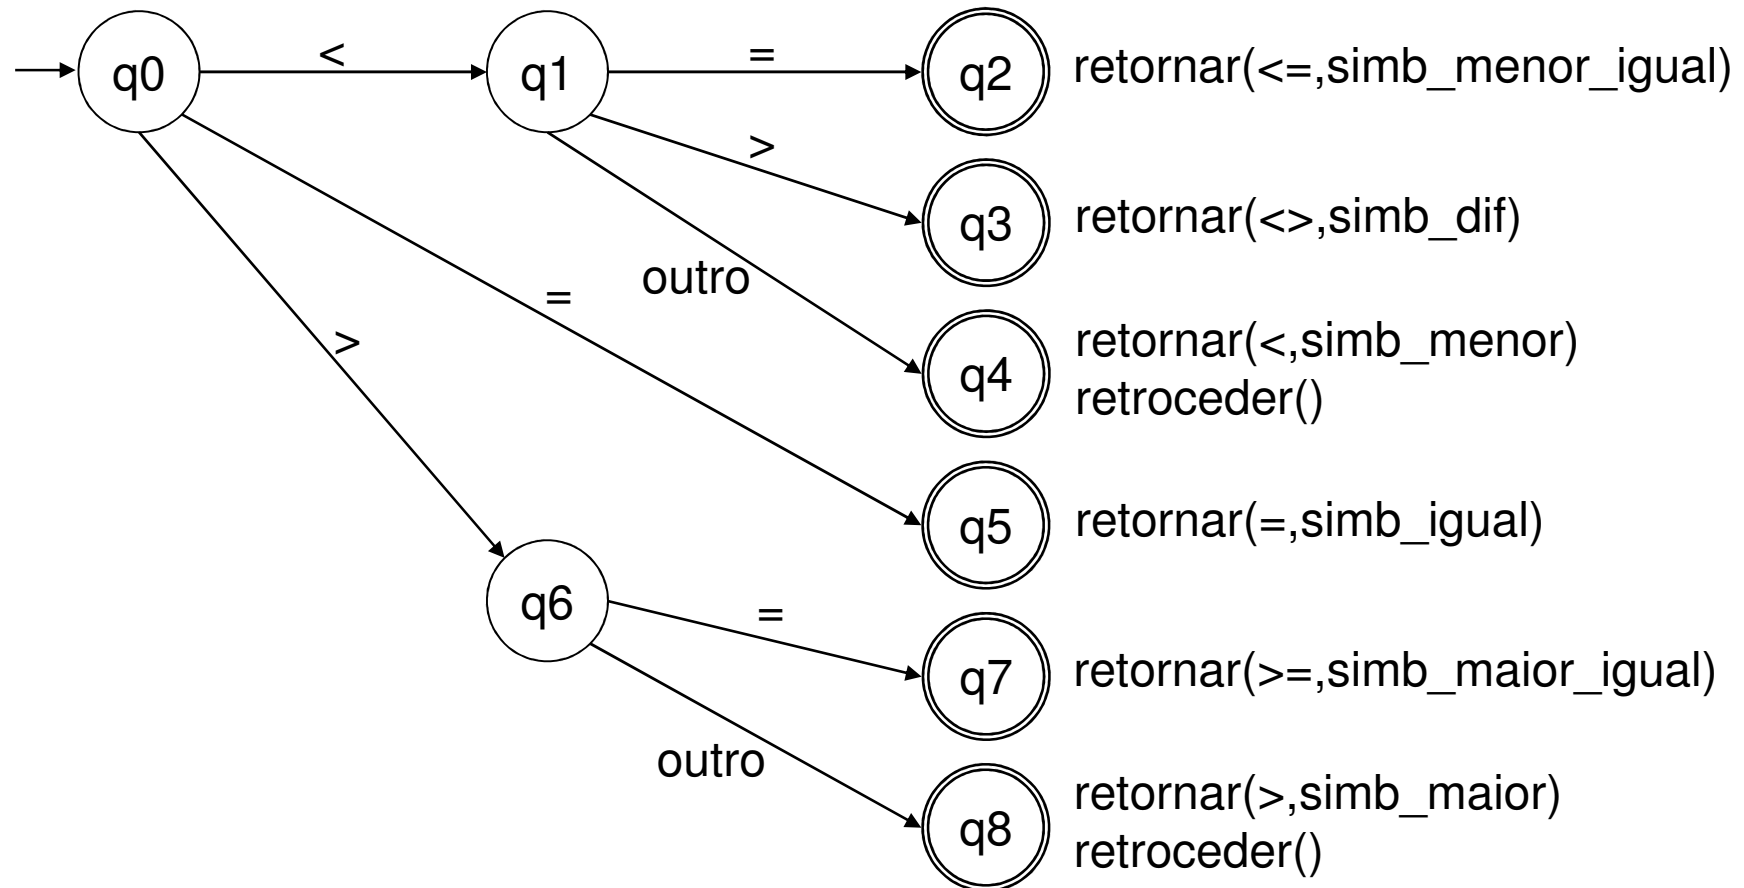 q0
<
q1
=
q2
retornar(<=,simb_menor_igual)
>
q3
retornar(<>,simb_dif)
outro
=
>
q4
retornar(<,simb_menor)
retroceder()
q5
retornar(=,simb_igual)
q6
=
q7
retornar(>=,simb_maior_igual)
outro
q8
retornar(>,simb_maior)
retroceder()